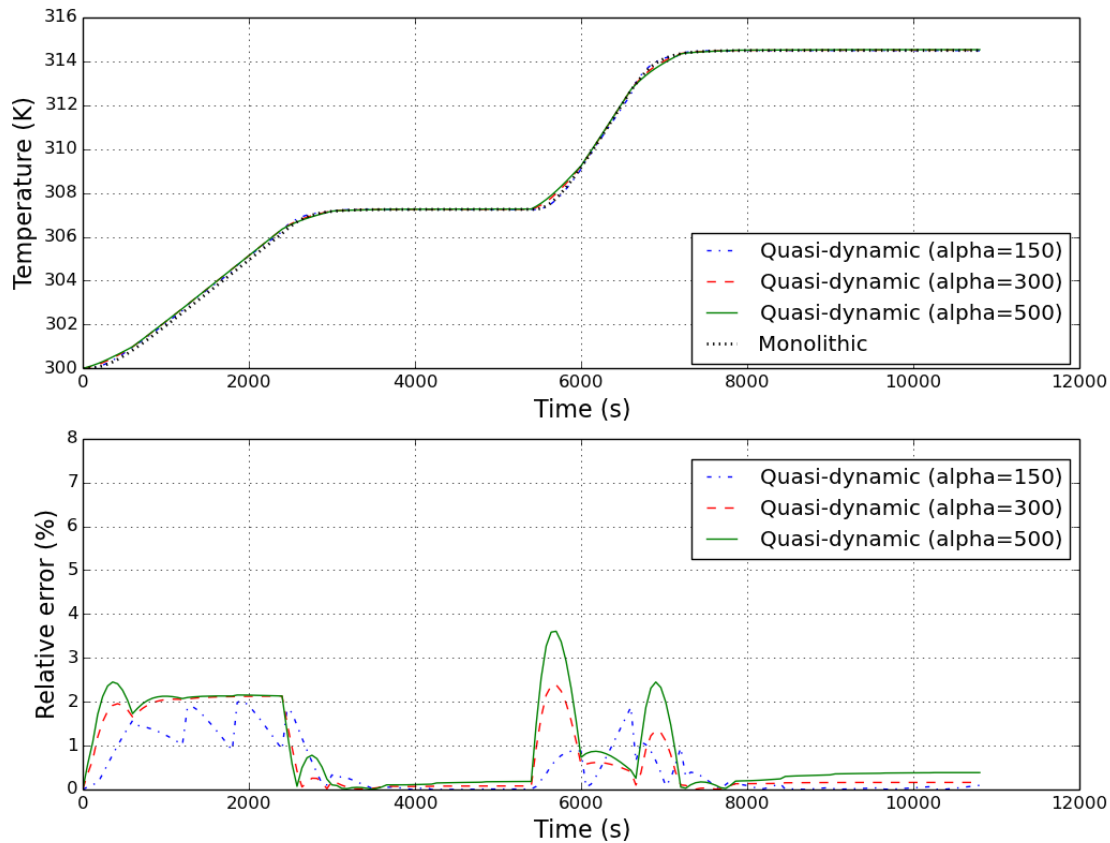 316
314
312
310
308
306
304
302
300
Temperature (K)
Quasi-dynamic (alpha=150)
Quasi-dynamic (alpha=300)
Quasi-dynamic (alpha=500)
Monolithic
0 2000 4000 6000 8000 10000 12000
Time (s)
8
7
6
5
4
3
2
1
0
Relative error (%)
Quasi-dynamic (alpha=150)
Quasi-dynamic (alpha=300)
Quasi-dynamic (alpha=500)
0 2000 4000 6000 8000 10000 12000
Time (s)